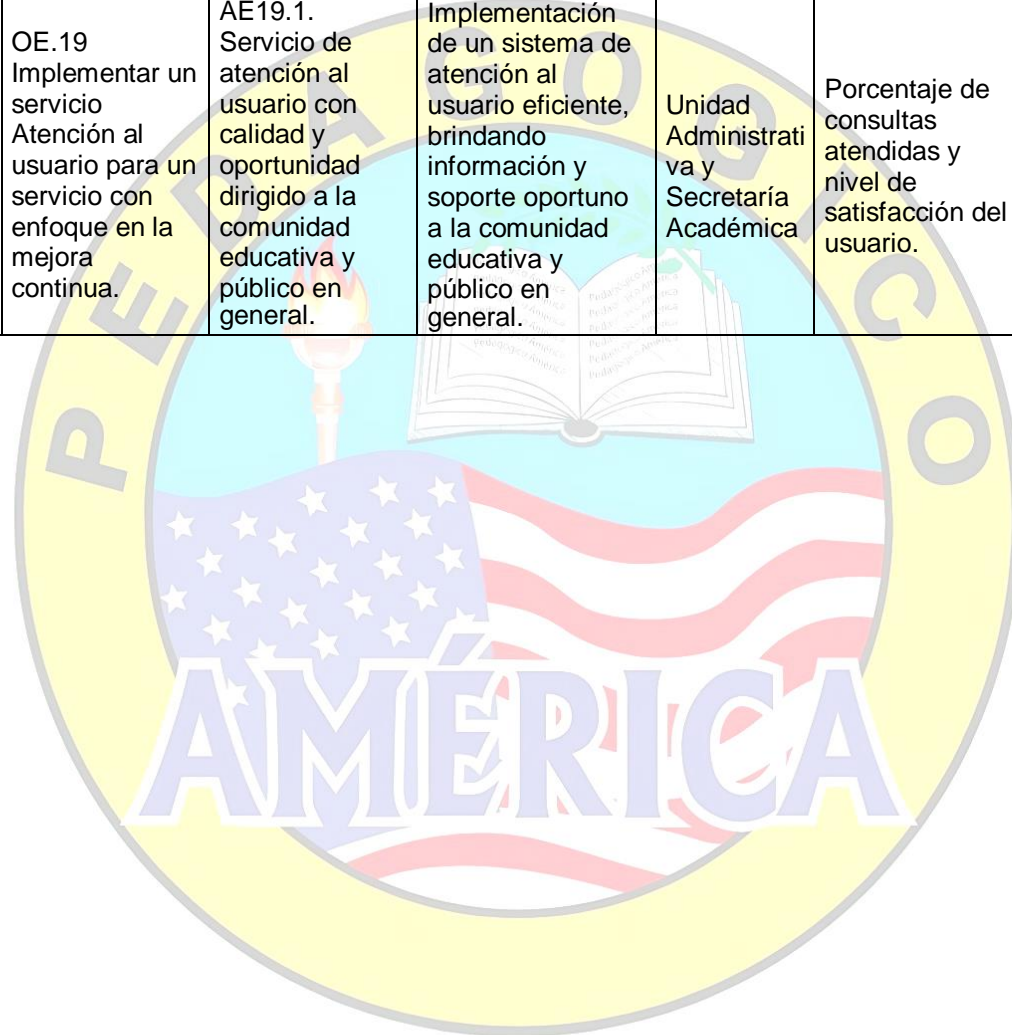 OE.19
Implementar un
servicio
Atención al
usuario para un
servicio con
enfoque en la
mejora
continua.
AE19.1.
Servicio de
atención al
usuario con
calidad y
oportunidad
dirigido a la
comunidad
educativa y
público en
general.
Implementación
de un sistema de
atención al
usuario eficiente,
brindando
información y
soporte oportuno
a la comunidad
educativa y
público en
general.
Unidad
Administrati
va y
Secretaría
Académica
Porcentaje de
consultas
atendidas y
nivel de
satisfacción del
usuario.
PEDAGOGICO
AMÉRICA